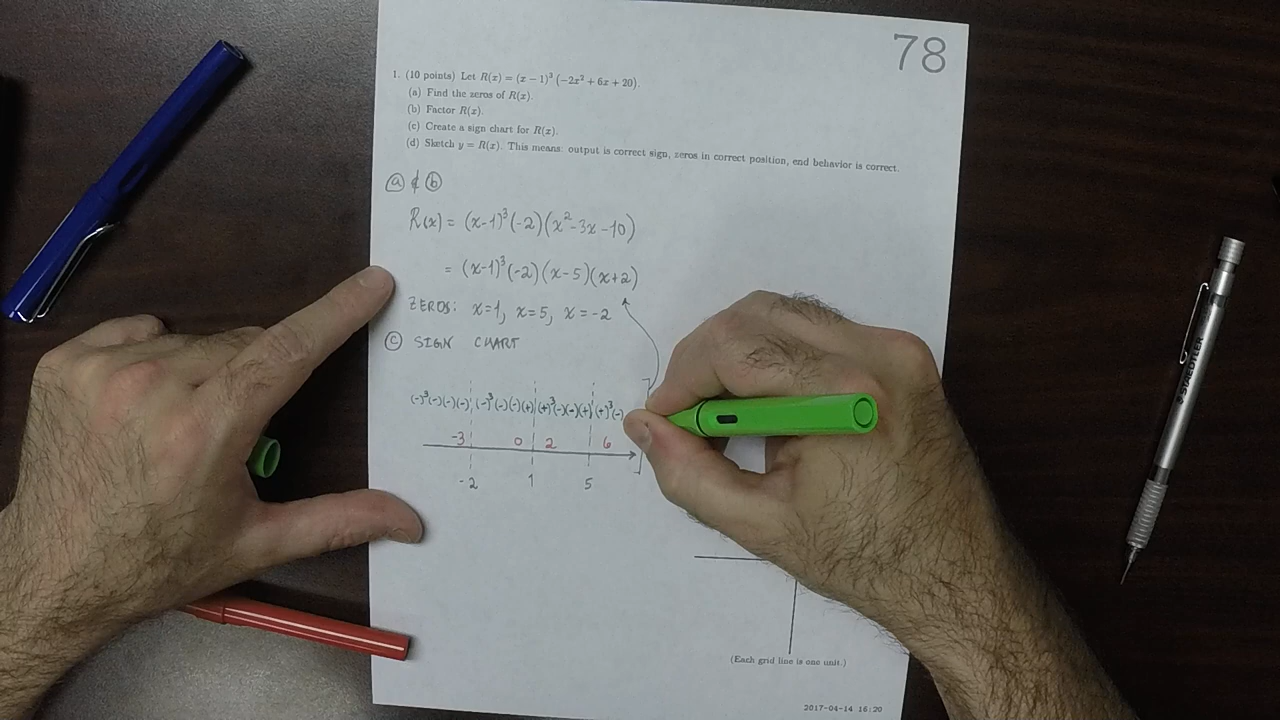 78
1. (10 points) Let R(x) = (x − 1)³ (−2x² + 6x + 20).
(a) Find the zeros of R(x).
(b) Factor R(x).
(c) Create a sign chart for R(x).
(d) Sketch y = R(x). This means: output is correct sign, zeros in correct position, end behavior is correct.
ⓐ & ⓑ
R(x) = (x-1)³(-2)(x²-3x-10)
= (x-1)³(-2)(x-5)(x+2)
ZEROS: x=1, x=5, x=-2
ⓒ SIGN CHART
(-)³(-)(-)(-) (-)³(-)(-)(+) (+)³(-)(-)(+) (+)³(-)
-3 0 2 6
-2 1 5
(Each grid line is one unit.)
2017-04-14 16:20
STAEDTLER